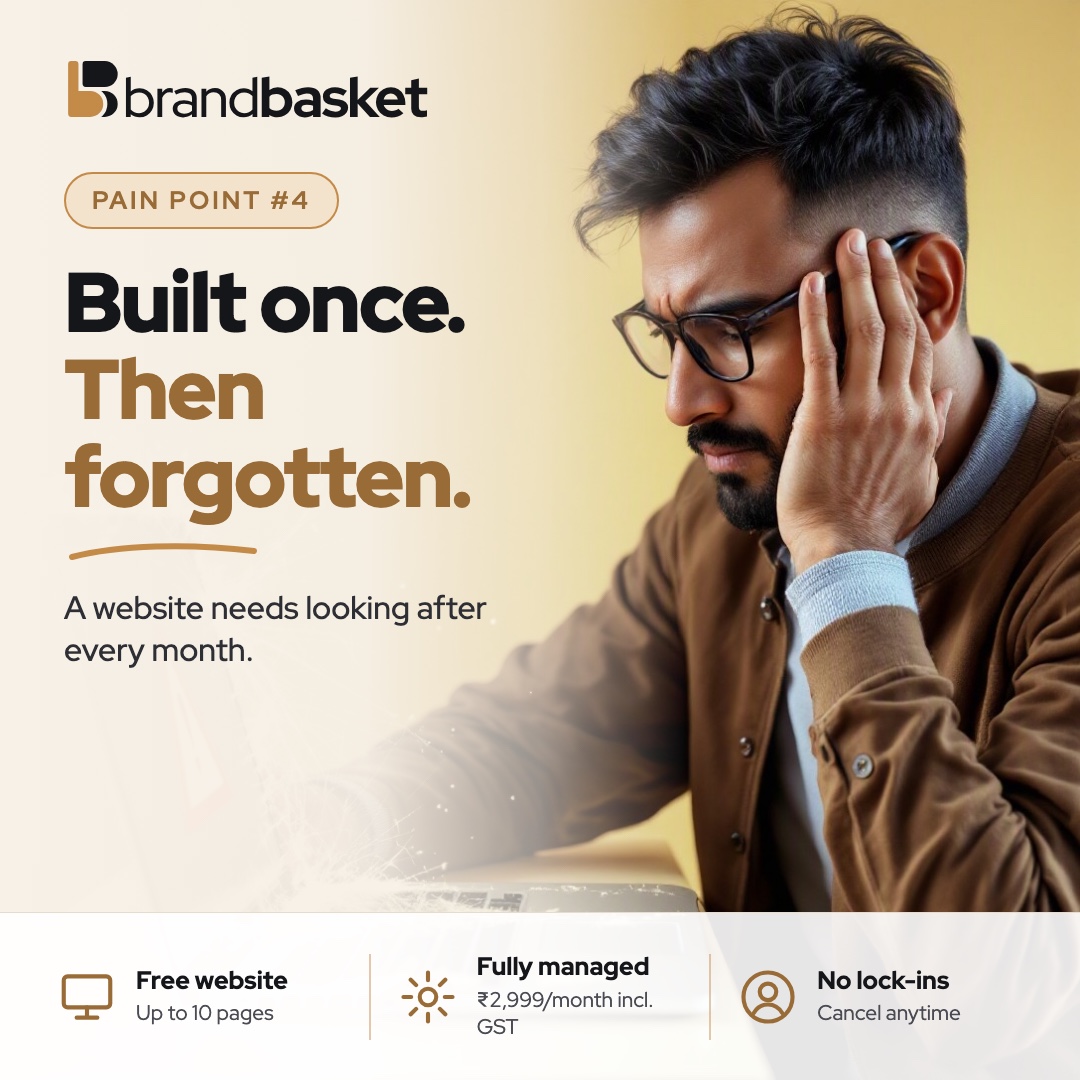 brandbasket
PAIN POINT #4
Built once.
Then
forgotten.
A website needs looking after
every month.
Free website
Up to 10 pages
Fully managed
₹2,999/month incl.
GST
No lock-ins
Cancel anytime